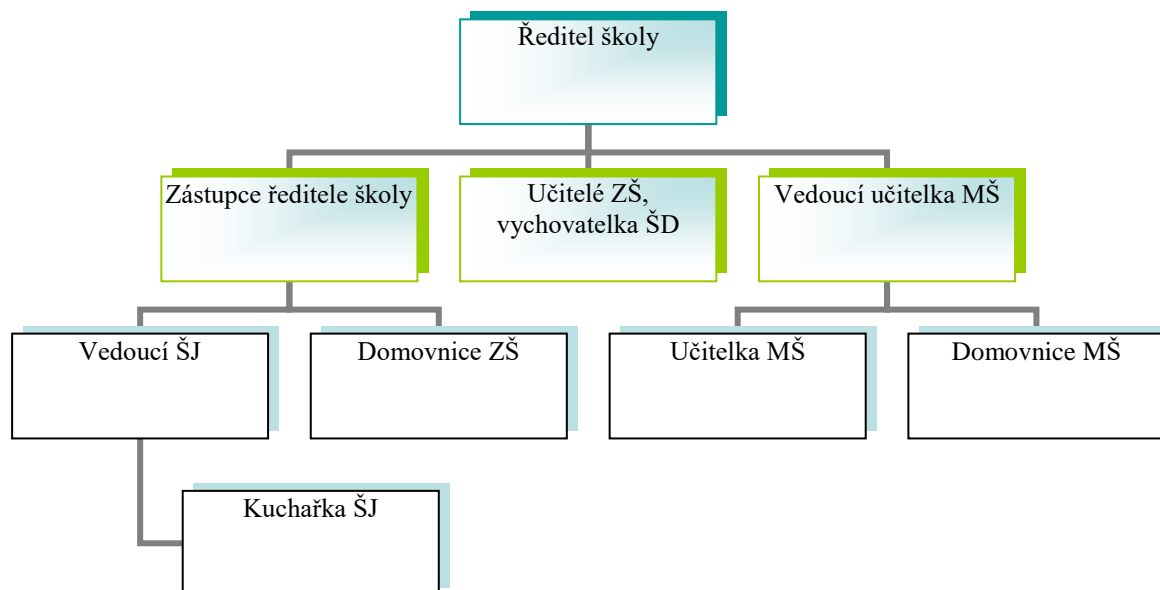 Ředitel školy
Zástupce ředitele školy
Učitelé ZŠ,
vychovatelka ŠD
Vedoucí učitelka MŠ
Vedoucí ŠJ
Domovnice ZŠ
Učitelka MŠ
Domovnice MŠ
Kuchařka ŠJ